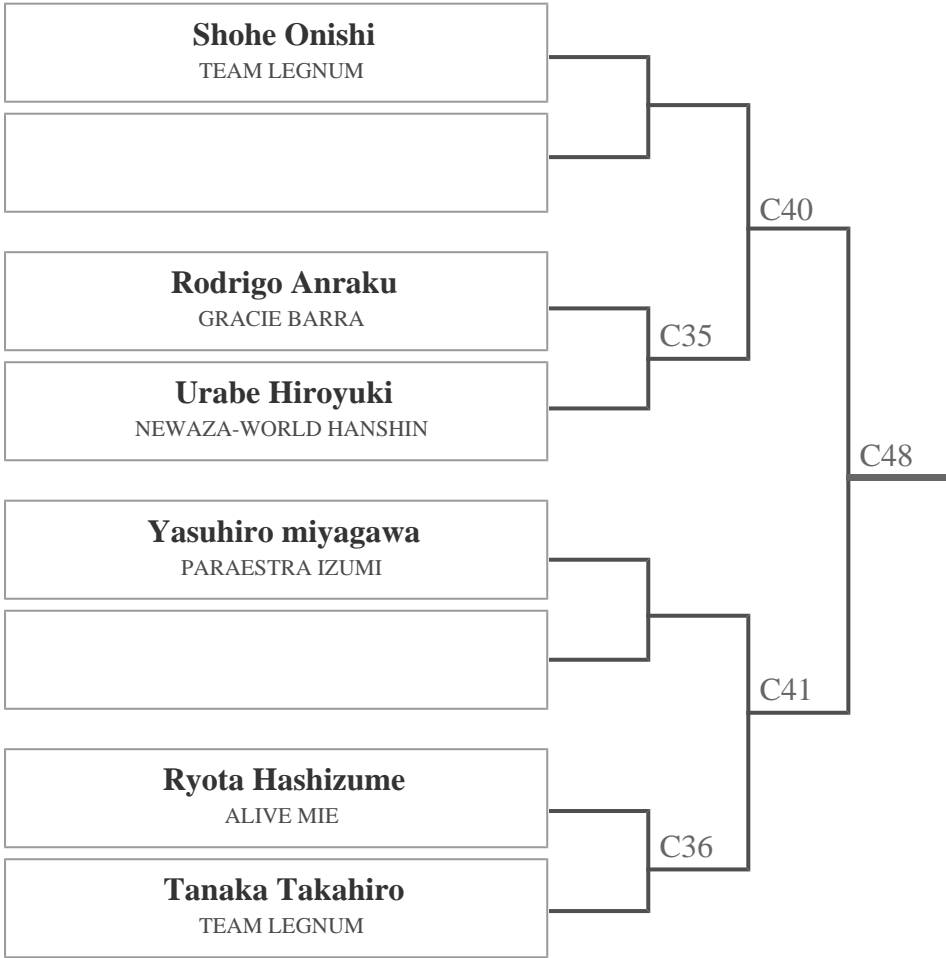 Shohe Onishi
TEAM LEGNUM
C40
Rodrigo Anraku
GRACIE BARRA
C35
Urabe Hiroyuki
NEWAZA-WORLD HANSHIN
C48
Yasuhiro miyagawa
PARAESTRA IZUMI
C41
Ryota Hashizume
ALIVE MIE
C36
Tanaka Takahiro
TEAM LEGNUM